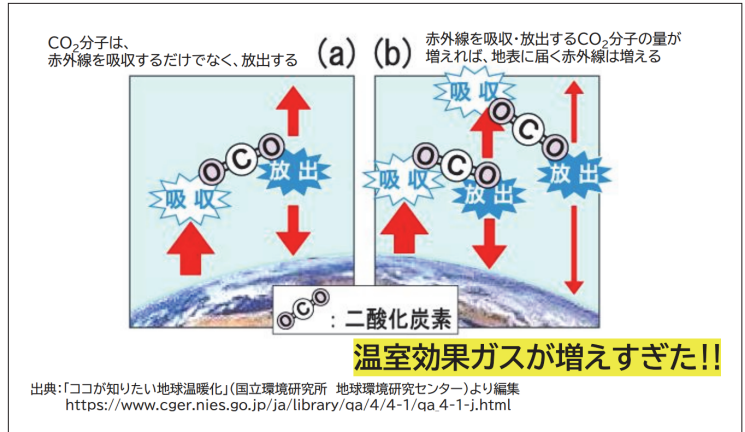 CO₂分子は、
赤外線を吸収するだけでなく、放出する
(a)
(b)
赤外線を吸収・放出するCO₂分子の量が
増えれば、地表に届く赤外線は増える
吸収
O C O
放出
吸収
O C O
吸収
O C O
放出
放出
O C O
：二酸化炭素
温室効果ガスが増えすぎた!!
出典：「ココが知りたい地球温暖化」（国立環境研究所 地球環境研究センター）より編集
https://www.cger.nies.go.jp/ja/library/qa/4/4-1/qa_4-1-j.html